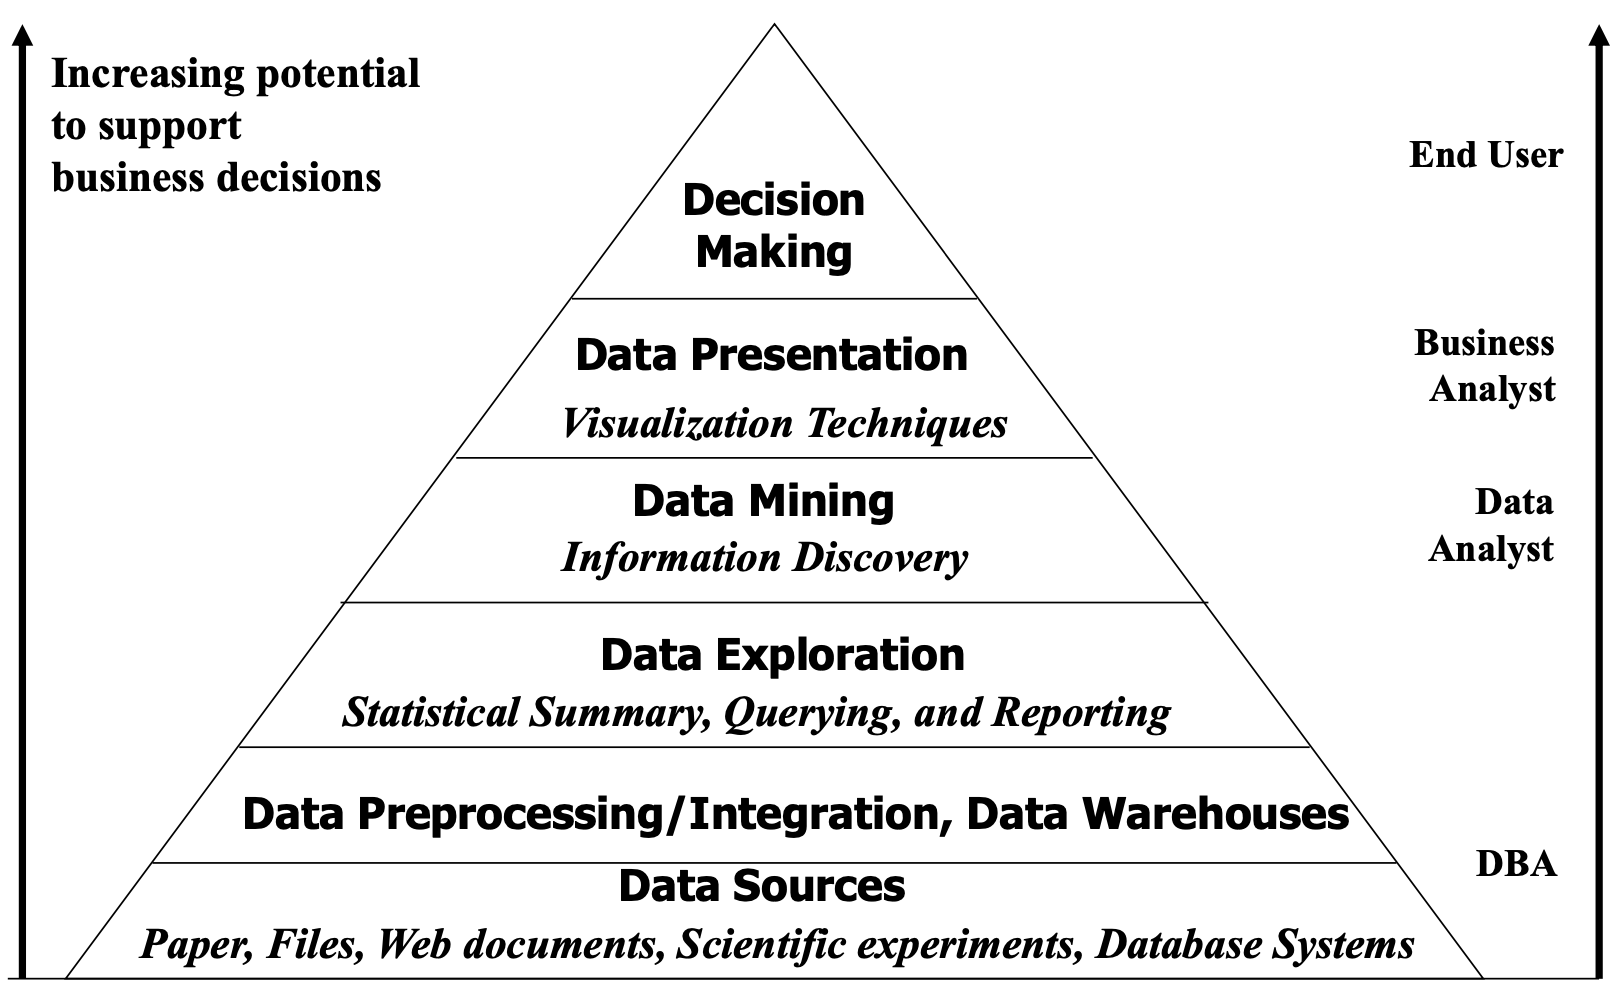 Increasing potential
to support
business decisions
End User
Decision
Making
Data Presentation
Visualization Techniques
Business
Analyst
Data Mining
Information Discovery
Data
Analyst
Data Exploration
Statistical Summary, Querying, and Reporting
Data Preprocessing/Integration, Data Warehouses
DBA
Data Sources
Paper, Files, Web documents, Scientific experiments, Database Systems